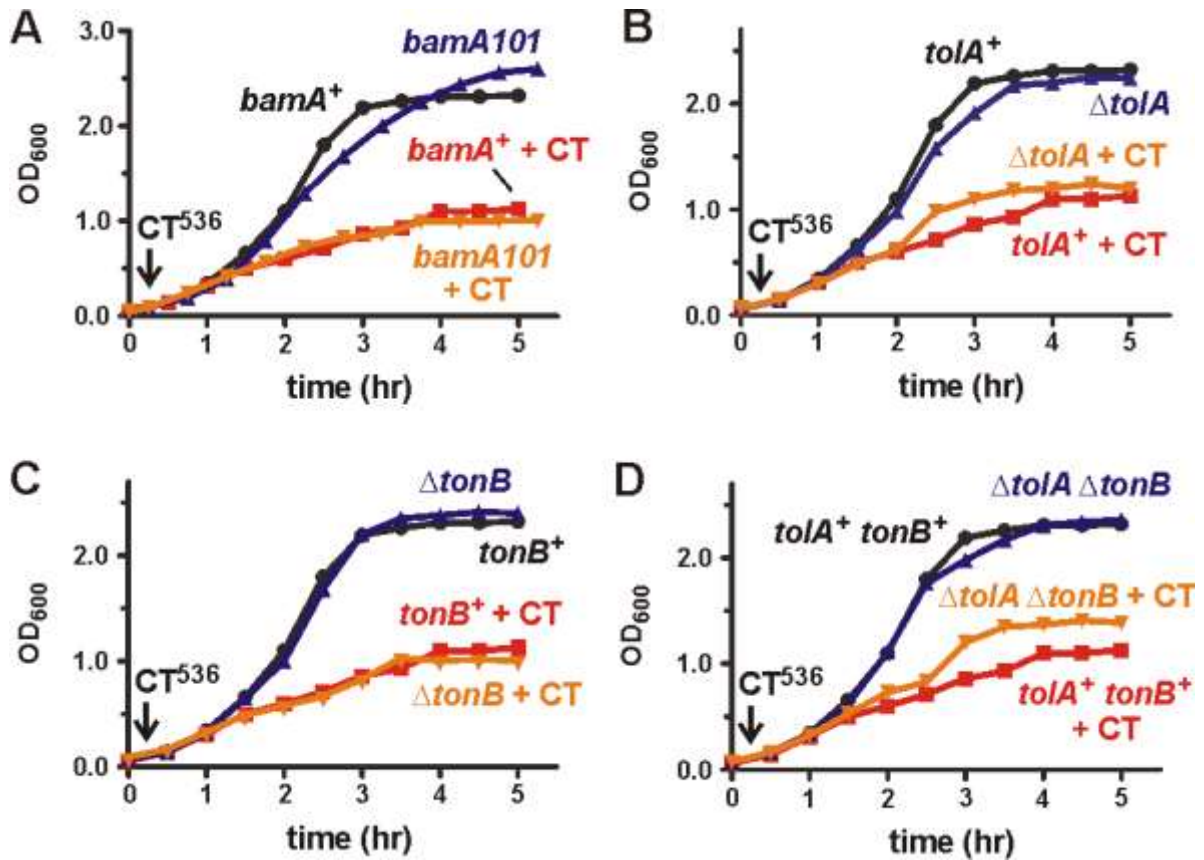 A
3.0
2.0
1.0
0.0
OD600
bamA101
bamA+
bamA+ + CT
CT536
bamA101
+ CT
0 1 2 3 4 5
time (hr)
B
2.0
1.0
0.0
OD600
tolA+
ΔtolA
ΔtolA + CT
CT536
tolA+ + CT
0 1 2 3 4 5
time (hr)
C
2.0
1.0
0.0
OD600
ΔtonB
tonB+
tonB+ + CT
CT536
ΔtonB + CT
0 1 2 3 4 5
time (hr)
D
2.0
1.0
0.0
OD600
ΔtolA ΔtonB
tolA+ tonB+
ΔtolA ΔtonB + CT
CT536
tolA+ tonB+
+ CT
0 1 2 3 4 5
time (hr)